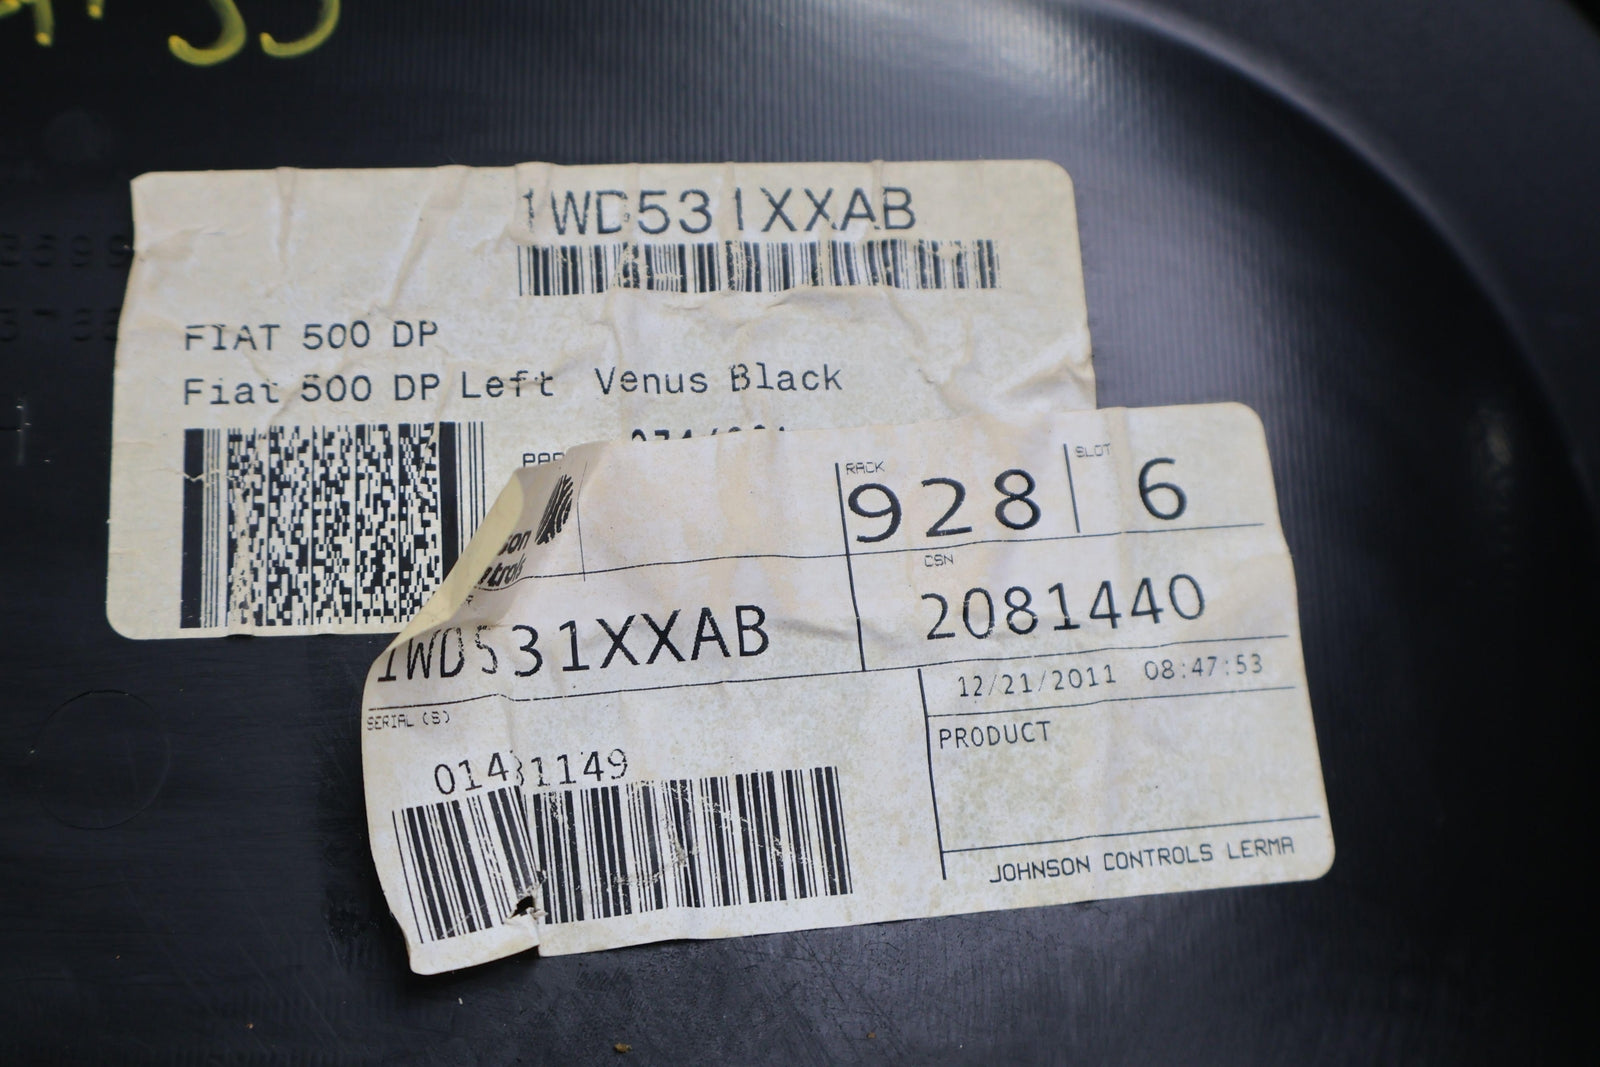 1WD531XXAB
FIAT 500 DP
Fiat 500 DP Left Venus Black
RACK
928
SLOT
6
CSN
2081440
1WD531XXAB
12/21/2011 08:47:53
SERIAL (S)
PRODUCT
JOHNSON CONTROLS LERMA